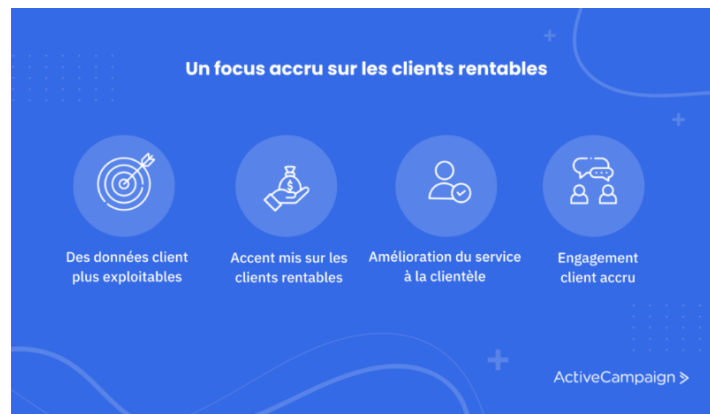 Un focus accru sur les clients rentables
Des données client
plus exploitables
Accent mis sur les
clients rentables
Amélioration du service
à la clientèle
Engagement
client accru
ActiveCampaign